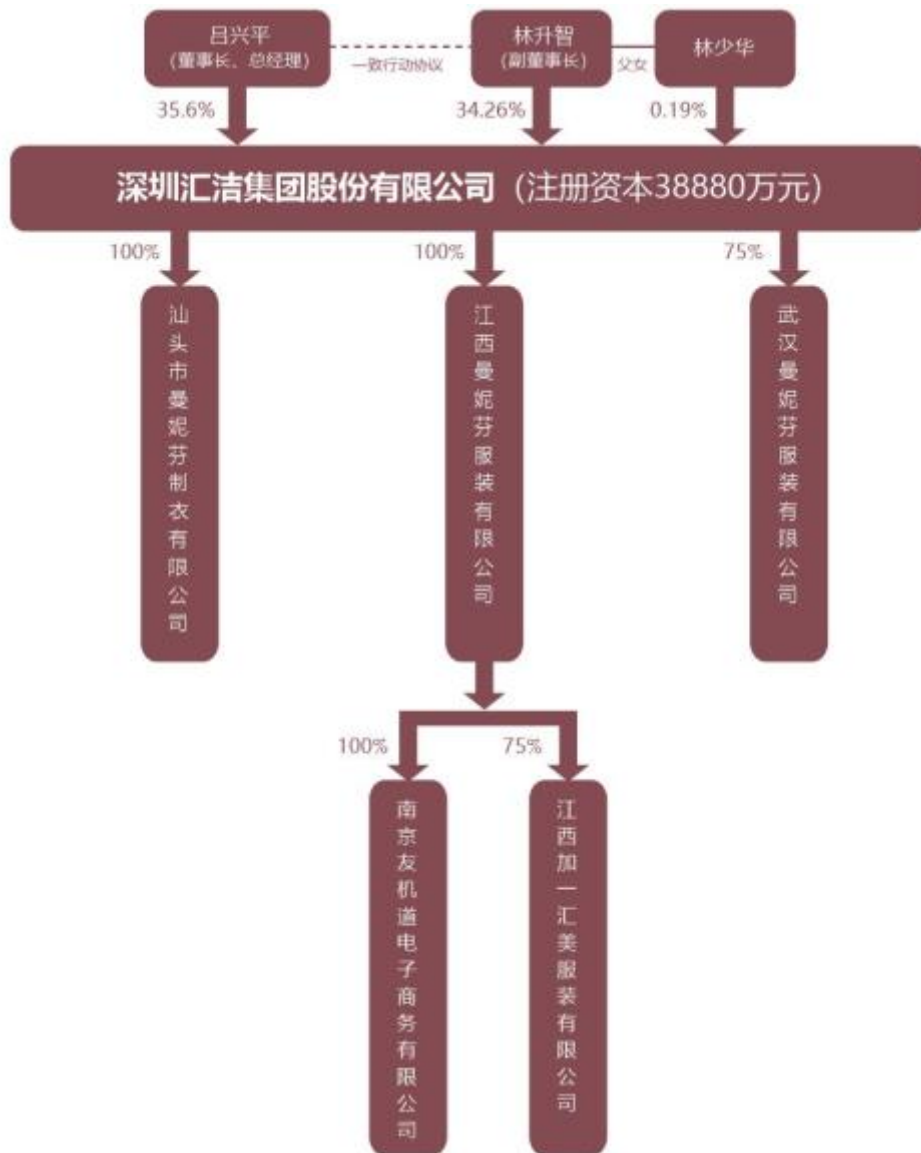 吕兴平
(董事长、总经理)
一致行动协议
林升智
(副董事长)
父女
林少华
35.6%
34.26%
0.19%
深圳汇洁集团股份有限公司（注册资本38880万元）
100%
100%
75%
汕头市曼妮芬制衣有限公司
江西曼妮芬服装有限公司
武汉曼妮芬服装有限公司
100%
75%
南京友机道电子商务有限公司
江西加一汇美服装有限公司